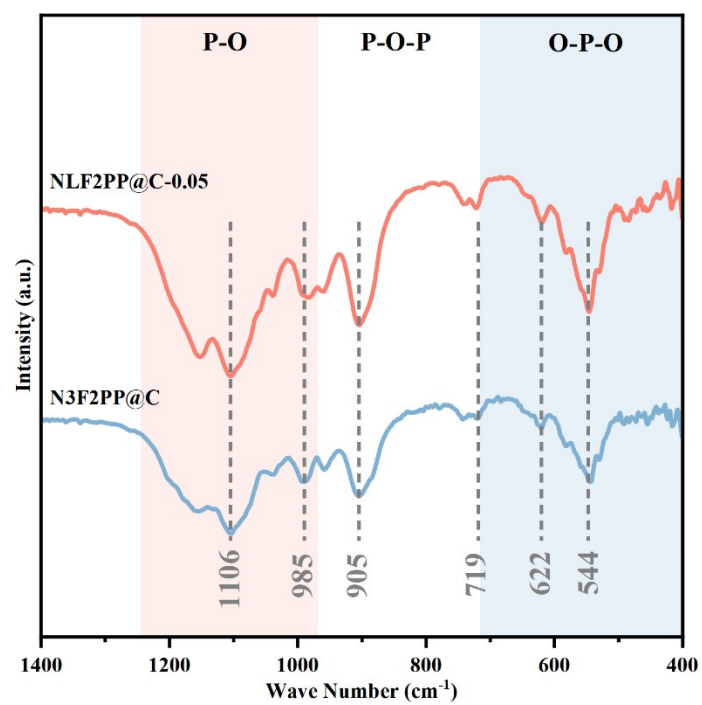 P-O P-O-P O-P-O
NLF2PP@C-0.05
N3F2PP@C
1106 985 905 719 622 544
Intensity (a.u.)
1400 1200 1000 800 600 400
Wave Number (cm⁻¹)